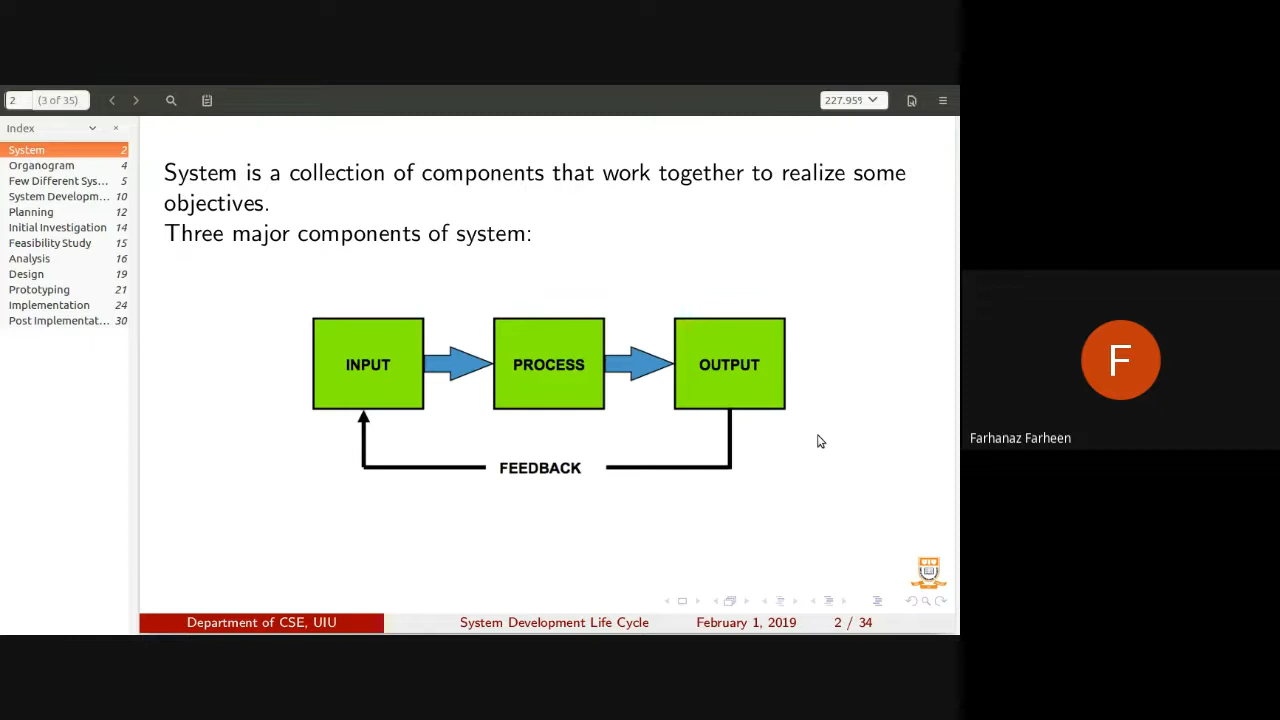 2 (3 of 35) 227.95%
Index
System 2
Organogram 4
Few Different Sys... 5
System Developm... 10
Planning 12
Initial Investigation 14
Feasibility Study 15
Analysis 16
Design 19
Prototyping 21
Implementation 24
Post Implementat... 30
System is a collection of components that work together to realize some
objectives.
Three major components of system:
INPUT PROCESS OUTPUT
FEEDBACK
UIU
Department of CSE, UIU System Development Life Cycle February 1, 2019 2 / 34
F
Farhanaz Farheen